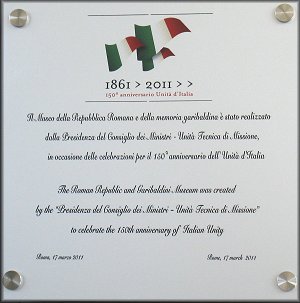 1861 > 2011 > >
150° anniversario Unità d'Italia
Il Museo della Repubblica Romana e della memoria garibaldina è stato realizzato
dalla Presidenza del Consiglio dei Ministri - Unità Tecnica di Missione,
in occasione delle celebrazioni per il 150° anniversario dell'Unità d'Italia
The Roman Republic and Garibaldini Museum was created
by the "Presidenza del Consiglio dei Ministri - Unità Tecnica di Missione"
to celebrate the 150th anniversary of Italian Unity
Roma, 17 marzo 2011
Rome, 17 march 2011